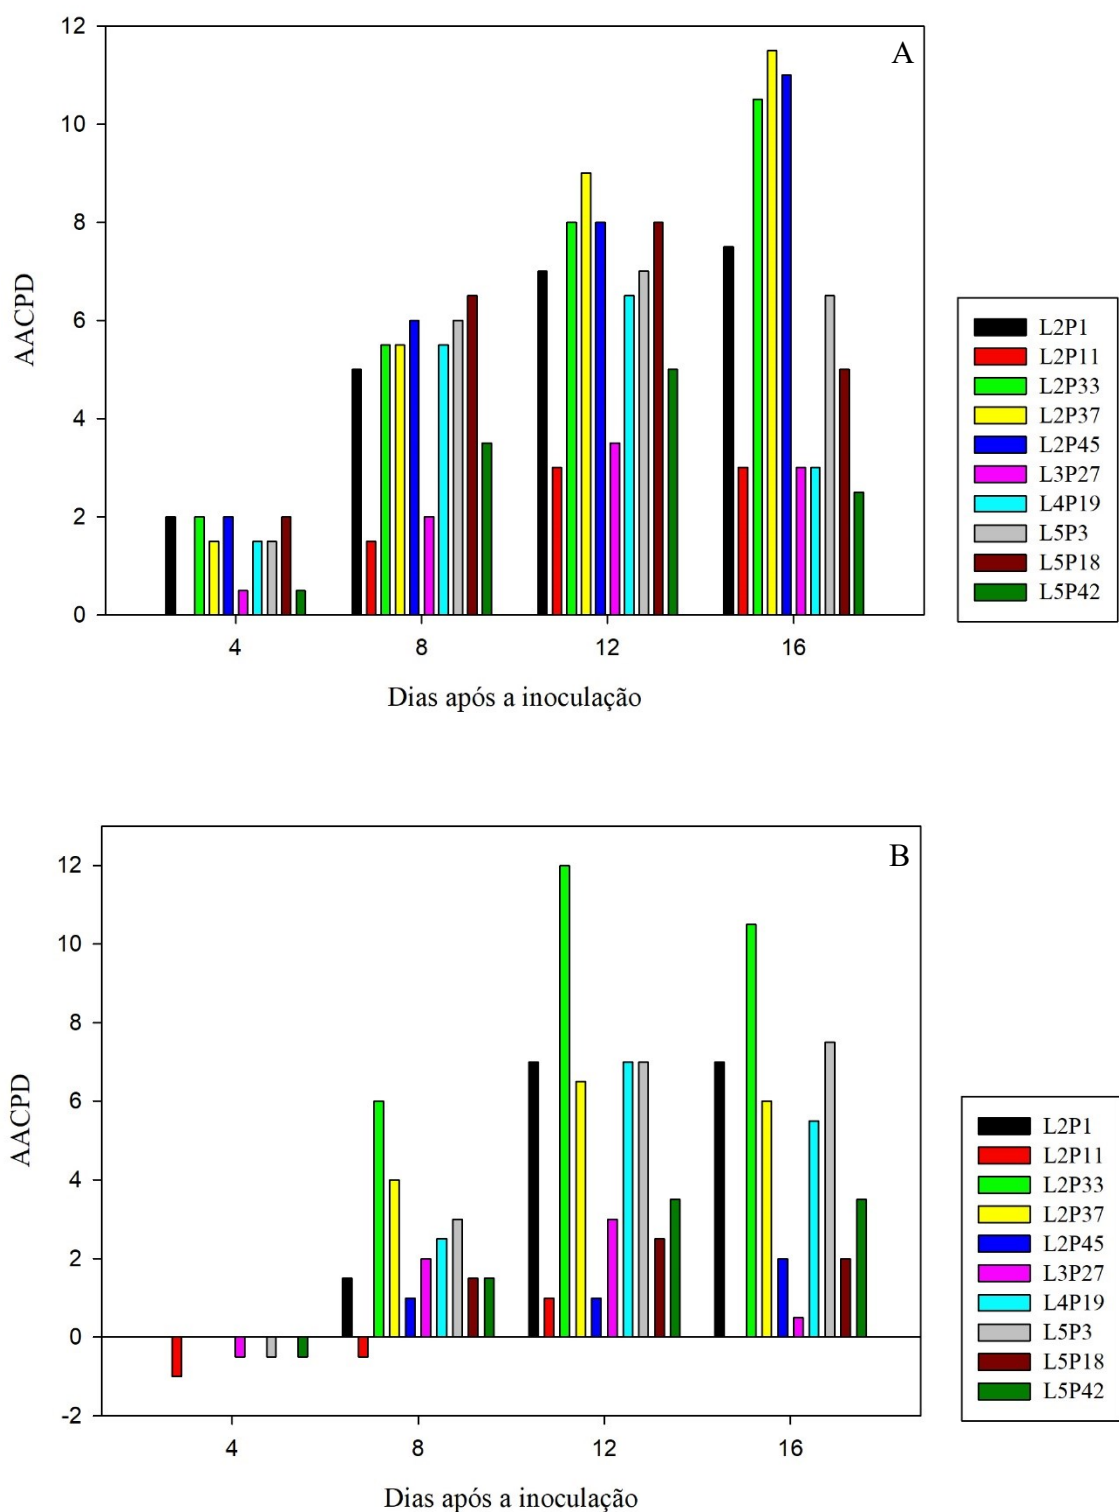 A
12
10
8
6
4
2
0
AACPD
4 8 12 16
Dias após a inoculação
L2P1
L2P11
L2P33
L2P37
L2P45
L3P27
L4P19
L5P3
L5P18
L5P42
B
12
10
8
6
4
2
0
-2
AACPD
4 8 12 16
Dias após a inoculação
L2P1
L2P11
L2P33
L2P37
L2P45
L3P27
L4P19
L5P3
L5P18
L5P42